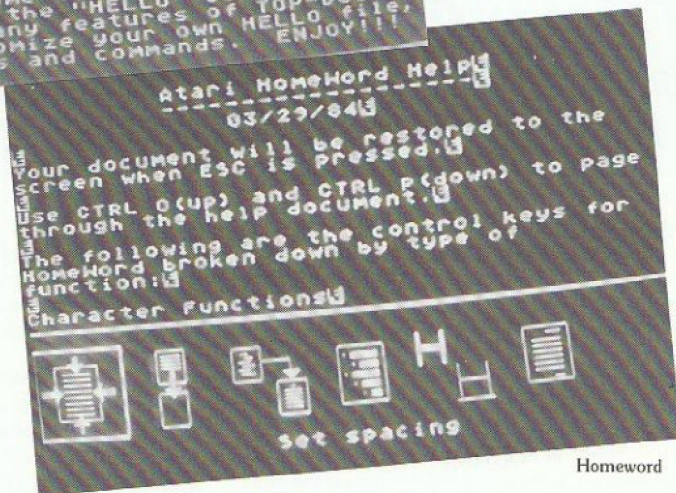 the "HELLO
any features of TOP-DOS
omize your own HELLO file,
s and commands. ENJOY!!!
Atari HomeWord Help
--------------------
03/29/84
Your document will be restored to the
screen when ESC is pressed.
Use CTRL O(up) and CTRL P(down) to page
through the help document.
The following are the control keys for
HomeWord broken down by type of
function:
Character Functions
Set spacing
Homeword